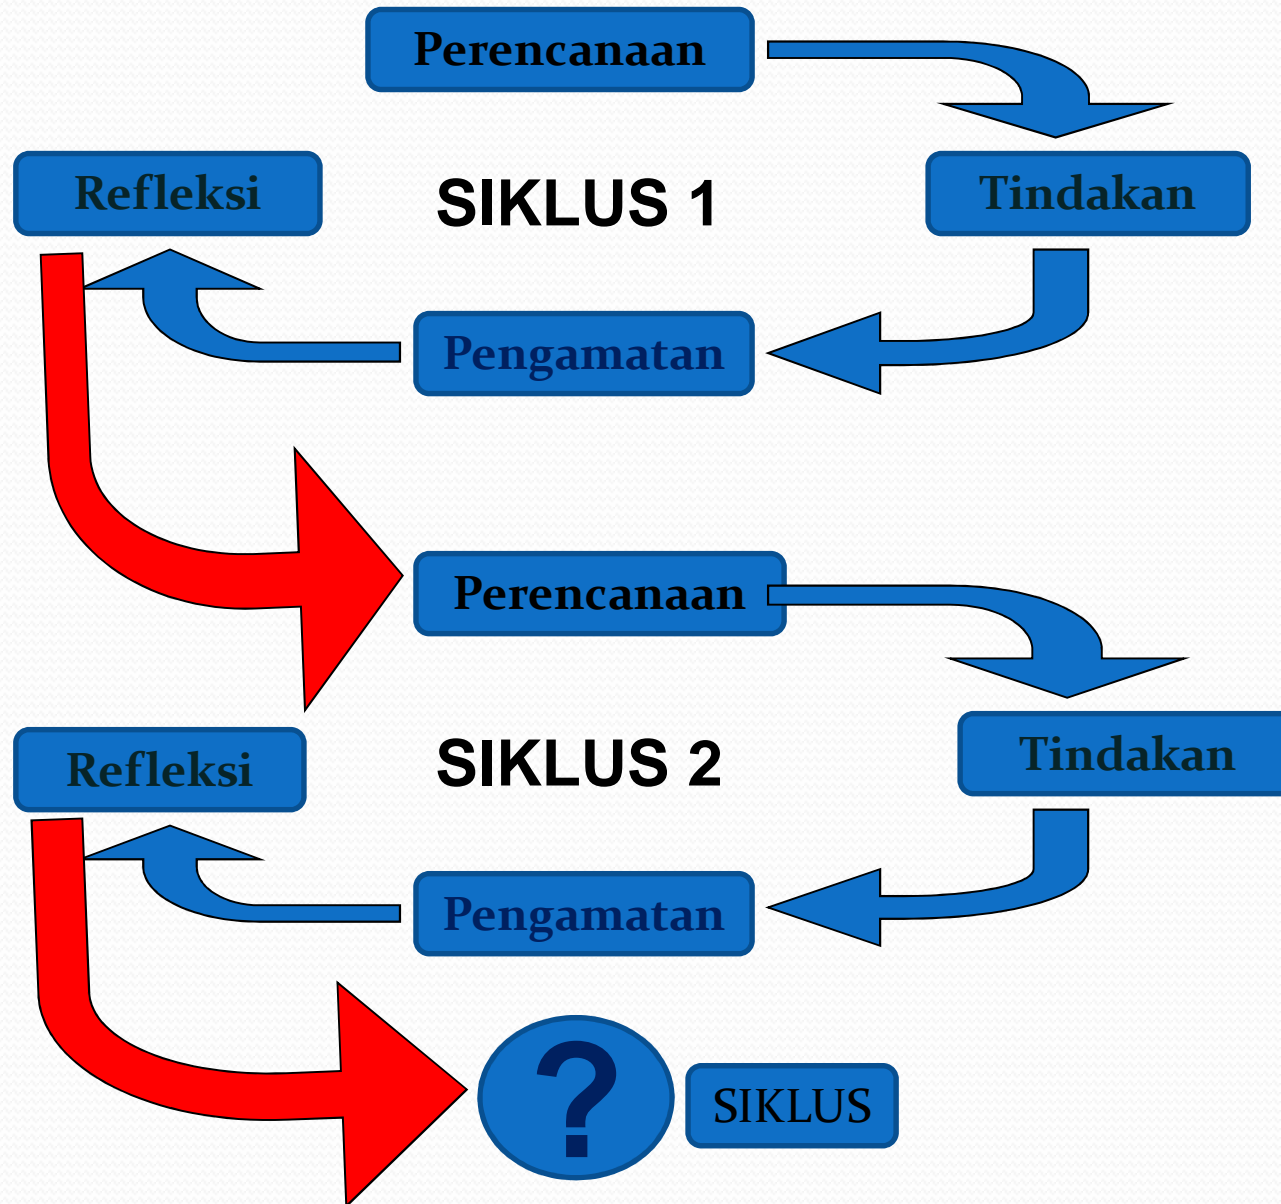 Perencanaan
Refleksi
SIKLUS 1
Tindakan
Pengamatan
Perencanaan
Refleksi
SIKLUS 2
Tindakan
Pengamatan
?
SIKLUS